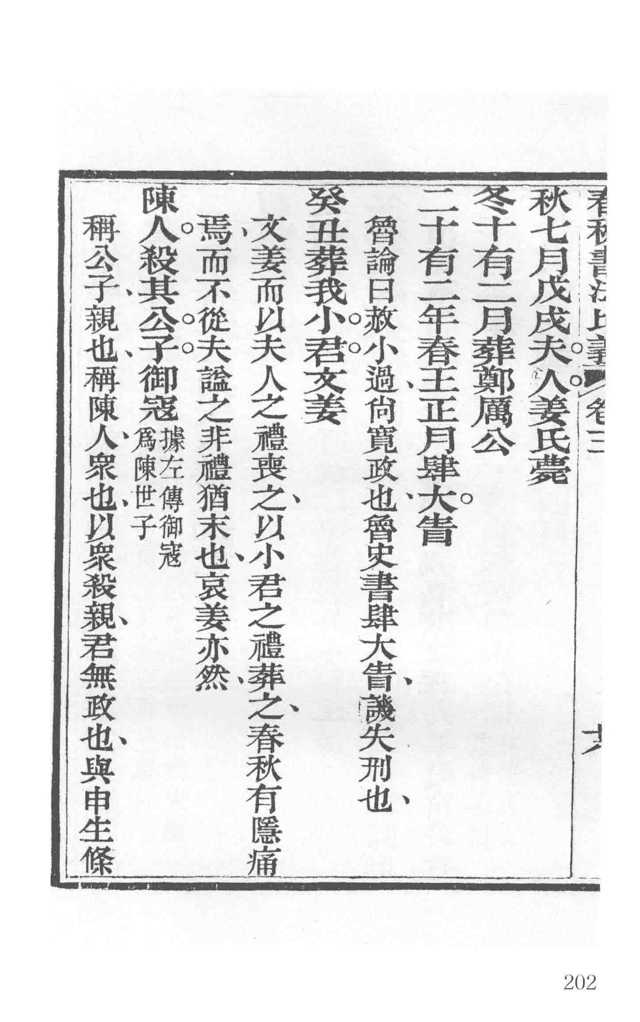 春秋書法比義 卷三 十八
秋七月戊戌夫人姜氏薨
冬十有二月葬鄭厲公
二十有二年春王正月肆大眚
魯論曰赦小過尚寬政也魯史書肆大眚譏失刑也
癸丑葬我小君文姜
文姜而以夫人之禮喪之以小君之禮葬之春秋有隱痛
焉而不從夫謚之非禮猶末也哀姜亦然
陳人殺其公子御寇據左傳御寇
爲陳世子
稱公子親也稱陳人衆也以衆殺親君無政也與申生條
202